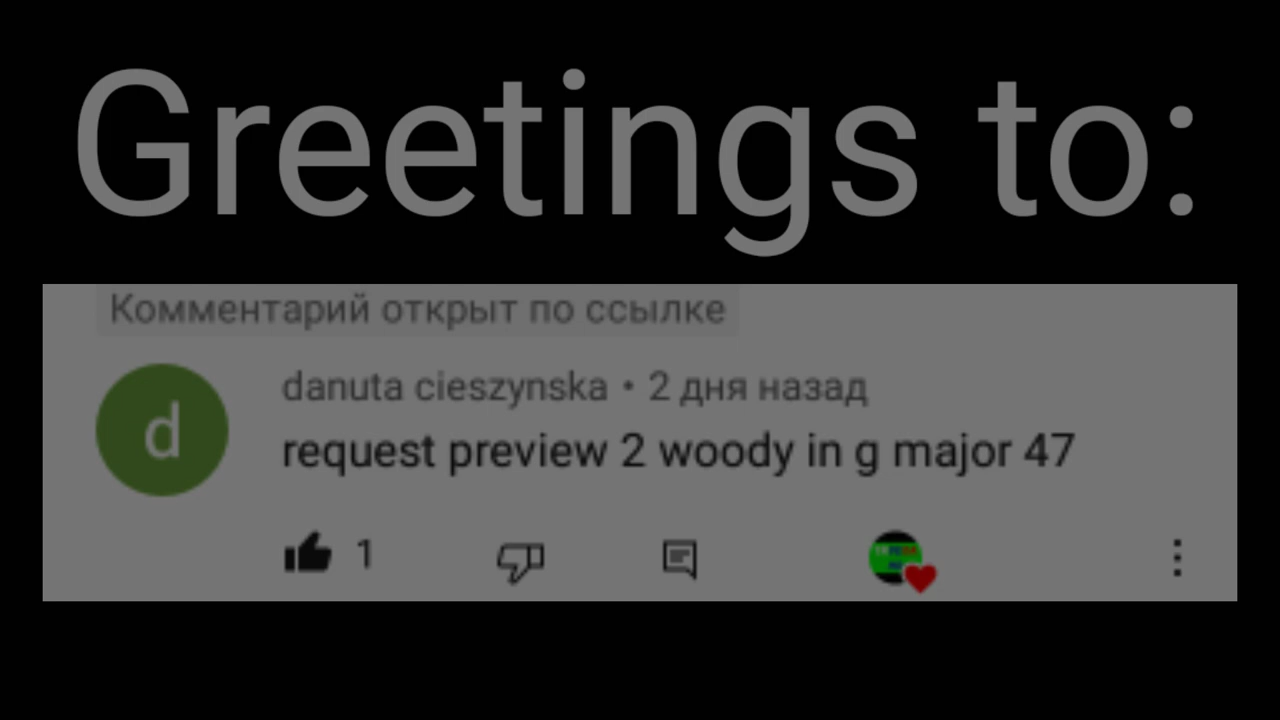 Greetings to:
Комментарий открыт по ссылке
d
danuta cieszynska • 2 дня назад
request preview 2 woody in g major 47
1